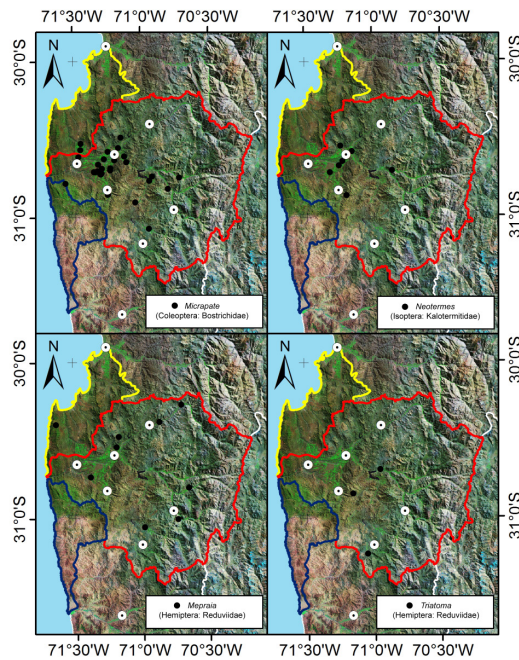 71°30'W 71°0'W 70°30'W 71°30'W 71°0'W 70°30'W
30°0'S N N 30°0'S
31°0'S 31°0'S
Micrapate
(Coleoptera: Bostrichidae)
Neotermes
(Isoptera: Kalotermitidae)
30°0'S N N 30°0'S
31°0'S 31°0'S
Mepraia
(Hemiptera: Reduviidae)
Triatoma
(Hemiptera: Reduviidae)
71°30'W 71°0'W 70°30'W 71°30'W 71°0'W 70°30'W